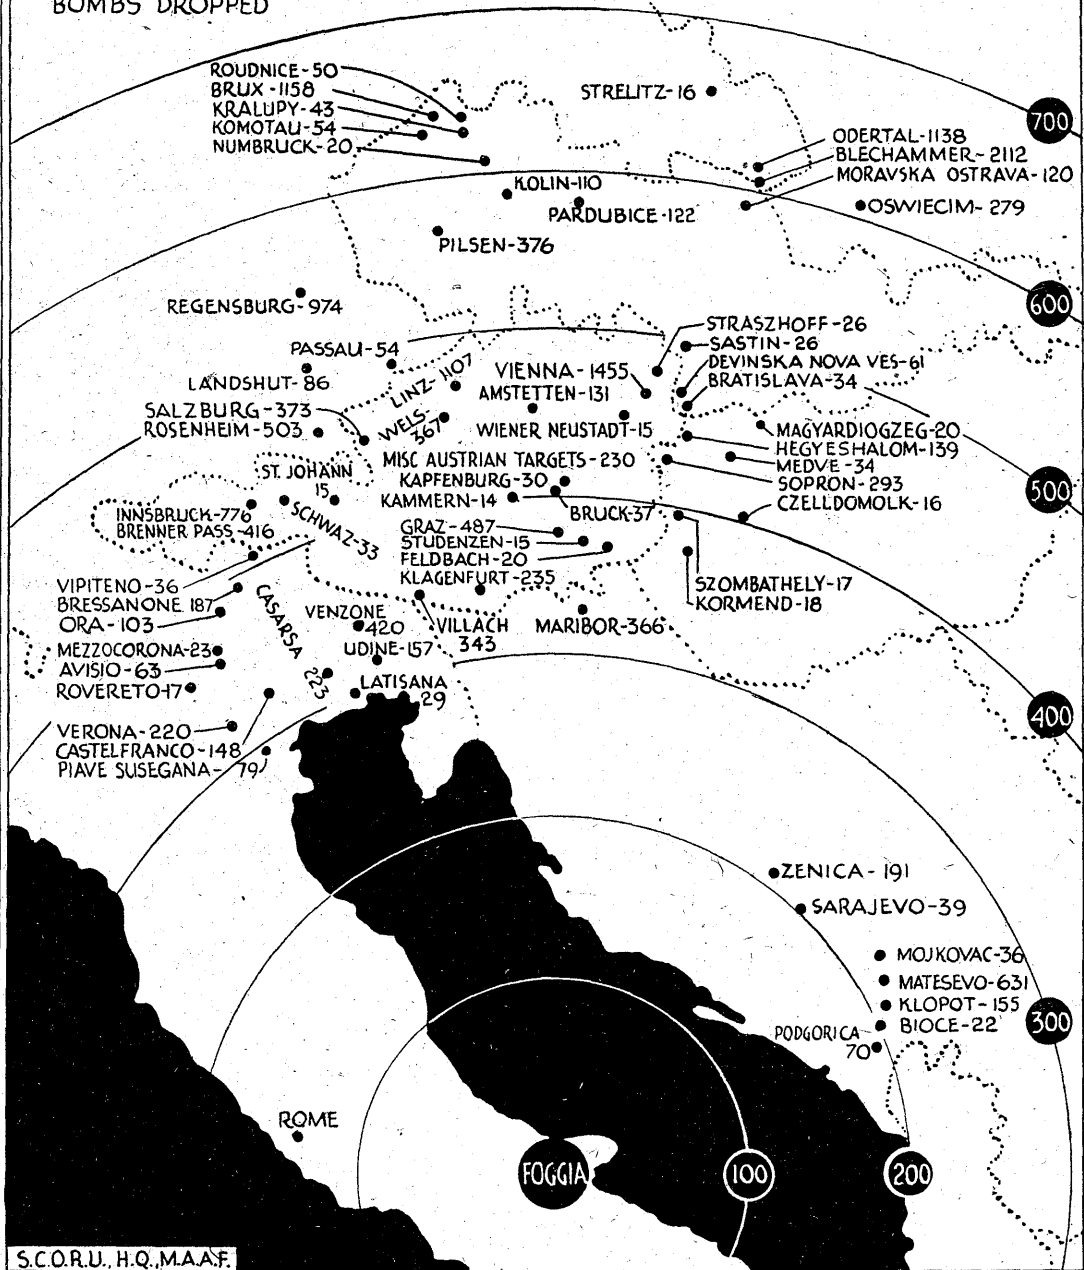 BOMBS DROPPED
ROUDNICE-50
BRUX-1158
KRALUPY-43
KOMOTAU-54
NUMBRUCK-20
STRELITZ-16
700
ODERTAL-1138
BLECHAMMER-2112
MORAVSKA OSTRAVA-120
OSWIECIM-279
KOLIN-110
PARDUBICE-122
PILSEN-376
REGENSBURG-974
600
STRASZHOFF-26
SASTIN-26
DEVINSKA NOVA VES-61
BRATISLAVA-34
PASSAU-54
LANDSHUT-86
LINZ-1107
VIENNA-1455
AMSTETTEN-131
SALZBURG-373
ROSENHEIM-503
WELS-
367
WIENER NEUSTADT-15
MAGYARDIOGZEG-20
HEGYESHALOM-139
MEDVE-34
SOPRON-293
CZELLDOMOLK-16
500
MISC AUSTRIAN TARGETS-230
KAPFENBURG-30
KAMMERN-14
BRUCK-37
ST. JOHANN
15
INNSBRUCK-776
BRENNER PASS-416
SCHWAZ-33
GRAZ-487
STUDENZEN-15
FELDBACH-20
KLAGENFURT-235
SZOMBATHELY-17
KORMEND-18
VIPITENO-36
BRESSANONE 187
ORA-103
CASARSA
223
VENZONE
420
VILLACH
343
MARIBOR-366
UDINE-157
MEZZOCORONA-23
AVISIO-63
ROVERETO-17
LATISANA
29
400
VERONA-220
CASTELFRANCO-148
PIAVE SUSEGANA-79
ZENICA-191
SARAJEVO-39
MOJKOVAC-36
MATESEVO-631
KLOPOT-155
BIOCE-22
300
PODGORICA
70
ROME
FOGGIA
100
200
S.C.O.R.U., H.Q., M.A.A.F.